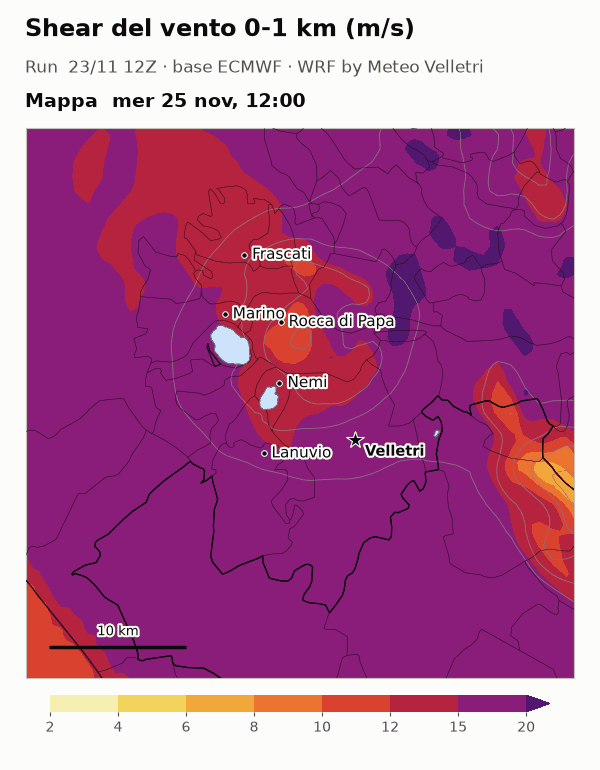 Shear del vento 0-1 km (m/s)
Run  23/11 12Z · base ECMWF · WRF by Meteo Velletri
Mappa  mer 25 nov, 12:00
Frascati
Marino
Rocca di Papa
Nemi
Velletri
Lanuvio
10 km
2 4 6 8 10 12 15 20